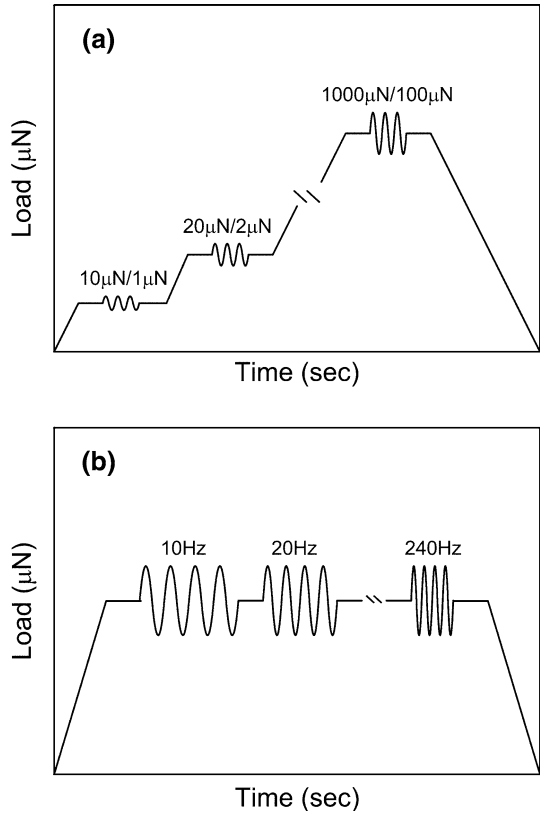 (a)
1000μN/100μN
20μN/2μN
10μN/1μN
Load (μN)
Time (sec)
(b)
10Hz 20Hz 240Hz
Load (μN)
Time (sec)